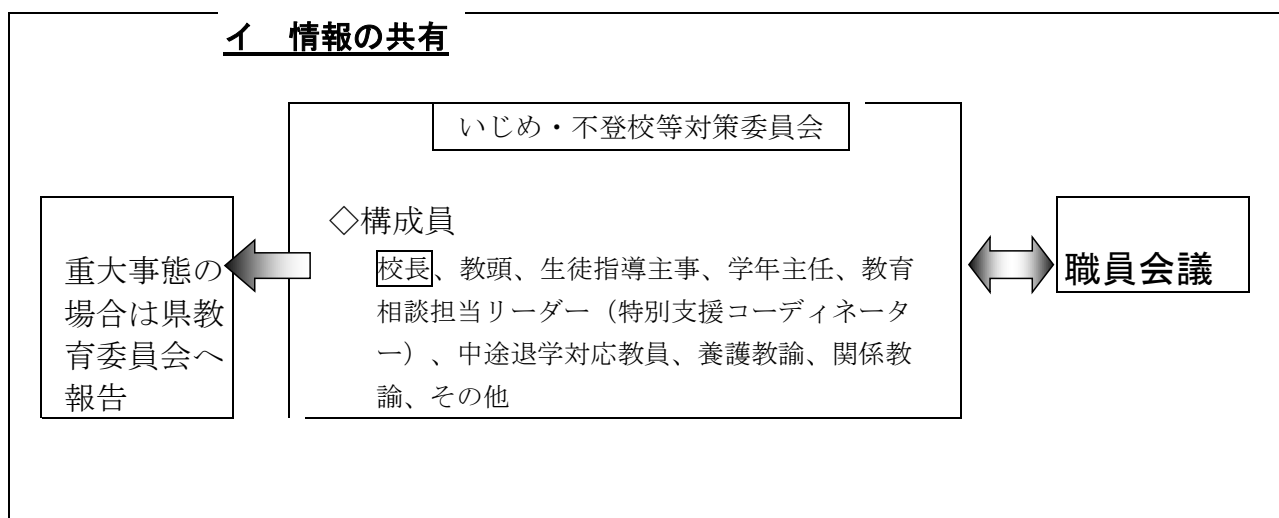 イ 情報の共有
いじめ・不登校等対策委員会
重大事態の
場合は県教
育委員会へ
報告
◇構成員
校長、教頭、生徒指導主事、学年主任、教育
相談担当リーダー（特別支援コーディネータ
ー）、中途退学対応教員、養護教諭、関係教
諭、その他
職員会議